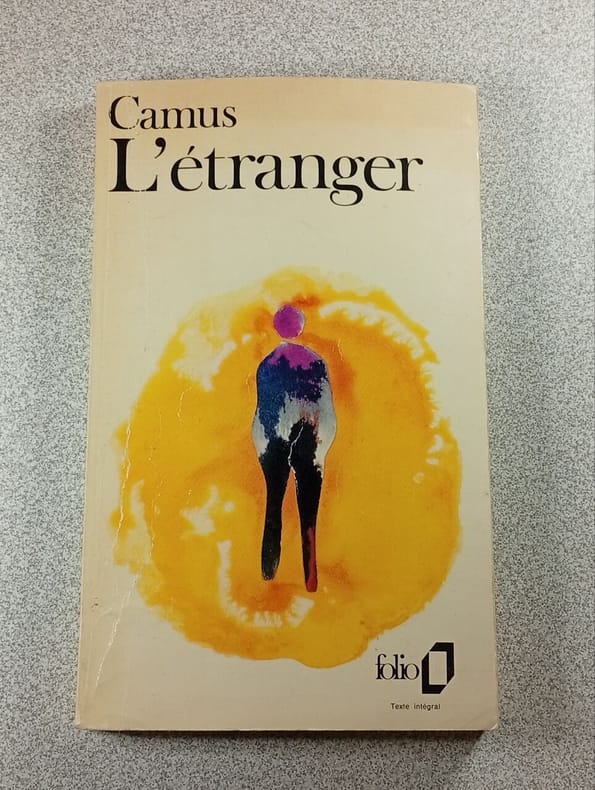 Camus
L'étranger
folio
Texte intégral